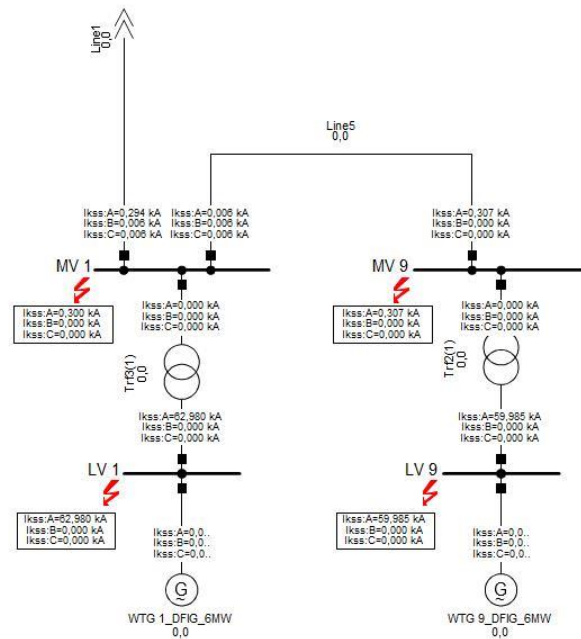 Line1
0,0
Line5
0,0
Ikss:A=0,294 kA
Ikss:B=0,006 kA
Ikss:C=0,006 kA
Ikss:A=0,006 kA
Ikss:B=0,006 kA
Ikss:C=0,006 kA
Ikss:A=0,307 kA
Ikss:B=0,000 kA
Ikss:C=0,000 kA
MV 1
MV 9
Ikss:A=0,300 kA
Ikss:B=0,000 kA
Ikss:C=0,000 kA
Ikss:A=0,000 kA
Ikss:B=0,000 kA
Ikss:C=0,000 kA
Ikss:A=0,307 kA
Ikss:B=0,000 kA
Ikss:C=0,000 kA
Ikss:A=0,000 kA
Ikss:B=0,000 kA
Ikss:C=0,000 kA
Trf3(1)
0,0
Trf2(1)
0,0
Ikss:A=62,980 kA
Ikss:B=0,000 kA
Ikss:C=0,000 kA
Ikss:A=59,985 kA
Ikss:B=0,000 kA
Ikss:C=0,000 kA
LV 1
LV 9
Ikss:A=62,980 kA
Ikss:B=0,000 kA
Ikss:C=0,000 kA
Ikss:A=0,0..
Ikss:B=0,0..
Ikss:C=0,0..
Ikss:A=59,985 kA
Ikss:B=0,000 kA
Ikss:C=0,000 kA
Ikss:A=0,0..
Ikss:B=0,0..
Ikss:C=0,0..
G
~
G
~
WTG 1_DFIG_6MW
0,0
WTG 9_DFIG_6MW
0,0